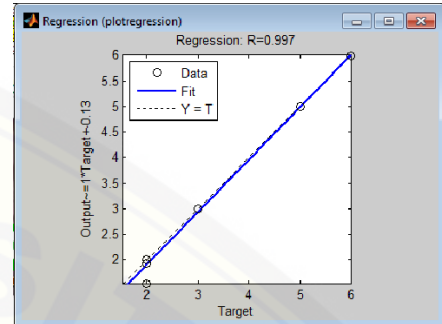 Regression (plotregression)
Regression: R=0.997
Data
Fit
Y = T
Output~=1*Target+-0.13
6
5.5
5
4.5
4
3.5
3
2.5
2
2 3 4 5 6
Target